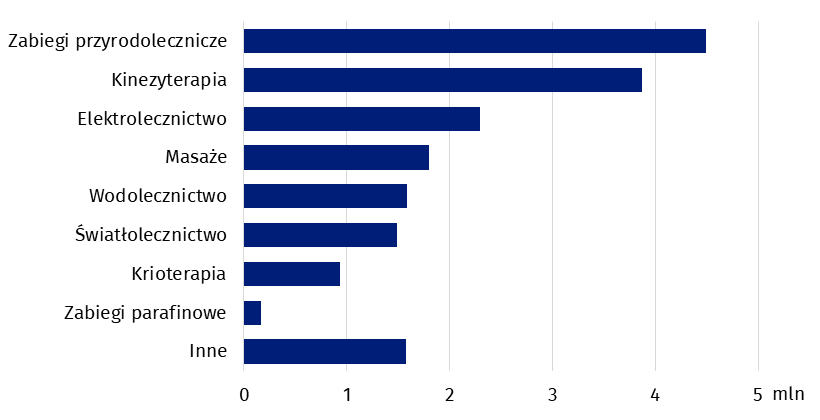 Zabiegi przyrodolecznicze
Kinezyterapia
Elektrolecznictwo
Masaże
Wodolecznictwo
Światłolecznictwo
Krioterapia
Zabiegi parafinowe
Inne
0 1 2 3 4 5 mln